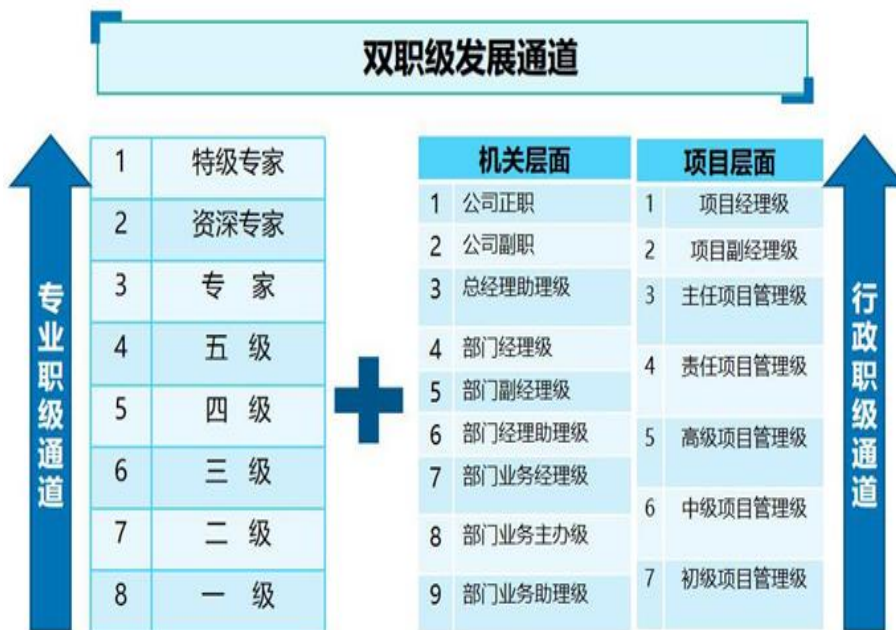 双职级发展通道
专业职级通道
1 特级专家
2 资深专家
3 专 家
4 五 级
5 四 级
6 三 级
7 二 级
8 一 级
机关层面
1 公司正职
2 公司副职
3 总经理助理级
4 部门经理级
5 部门副经理级
6 部门经理助理级
7 部门业务经理级
8 部门业务主办级
9 部门业务助理级
项目层面
1 项目经理级
2 项目副经理级
3 主任项目管理级
4 责任项目管理级
5 高级项目管理级
6 中级项目管理级
7 初级项目管理级
行政职级通道